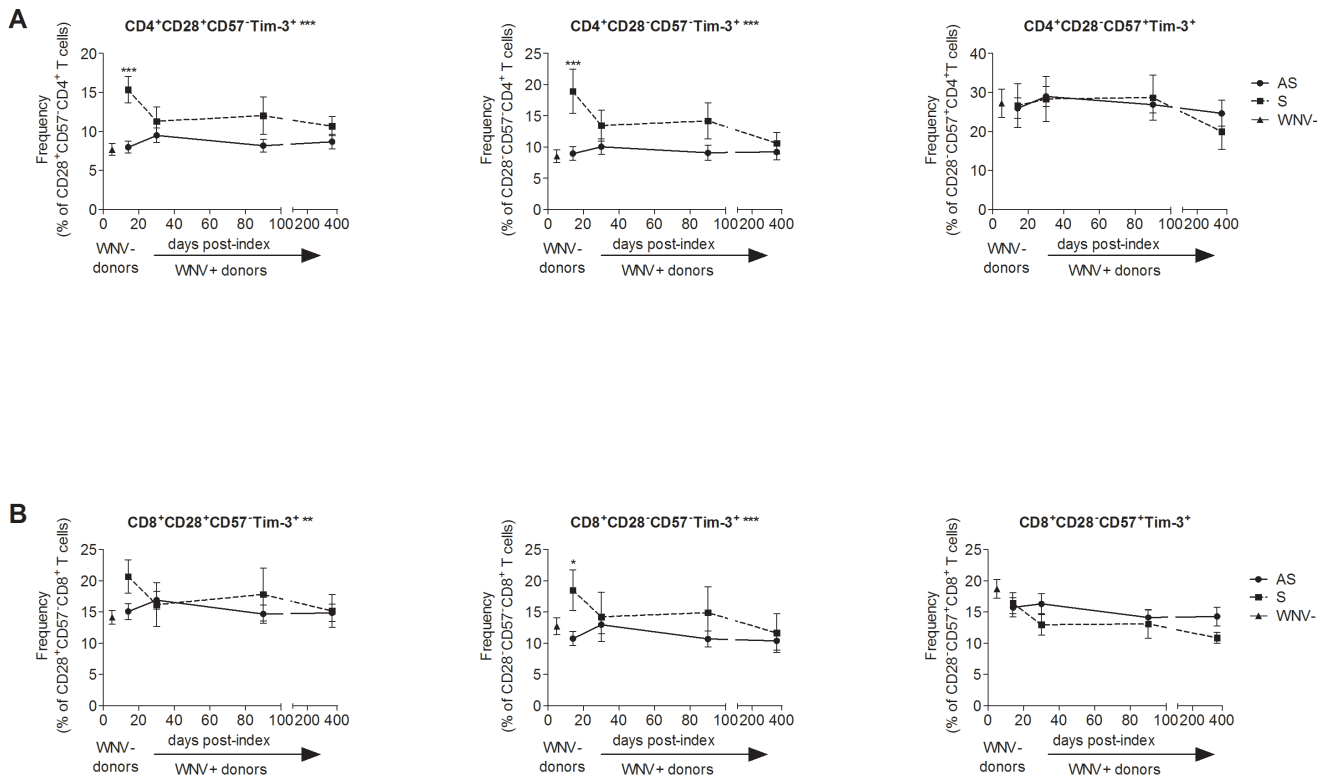 A
CD4⁺CD28⁺CD57⁻Tim-3⁺ ***
Frequency
(% of CD28⁺CD57⁻CD4⁺ T cells)
20
15
10
5
0
***
0 20 40 60 80 100 200 400
WNV-
donors
days post-index
WNV+ donors
CD4⁺CD28⁻CD57⁻Tim-3⁺ ***
Frequency
(% of CD28⁻CD57⁻CD4⁺ T cells)
25
20
15
10
5
0
***
0 20 40 60 80 100 200 400
WNV-
donors
days post-index
WNV+ donors
CD4⁺CD28⁻CD57⁺Tim-3⁺
Frequency
(% of CD28⁻CD57⁺CD4⁺ T cells)
40
30
20
10
0
0 20 40 60 80 100 200 400
WNV-
donors
days post-index
WNV+ donors
AS
S
WNV-
B
CD8⁺CD28⁺CD57⁻Tim-3⁺ **
Frequency
(% of CD28⁺CD57⁻CD8⁺ T cells)
25
20
15
10
5
0
0 20 40 60 80 100 200 400
WNV-
donors
days post-index
WNV+ donors
CD8⁺CD28⁻CD57⁻Tim-3⁺ ***
Frequency
(% of CD28⁻CD57⁻CD8⁺ T cells)
25
20
15
10
5
0
*
0 20 40 60 80 100 200 400
WNV-
donors
days post-index
WNV+ donors
CD8⁺CD28⁻CD57⁺Tim-3⁺
Frequency
(% of CD28⁻CD57⁺CD8⁺ T cells)
25
20
15
10
5
0
0 20 40 60 80 100 200 400
WNV-
donors
days post-index
WNV+ donors
AS
S
WNV-